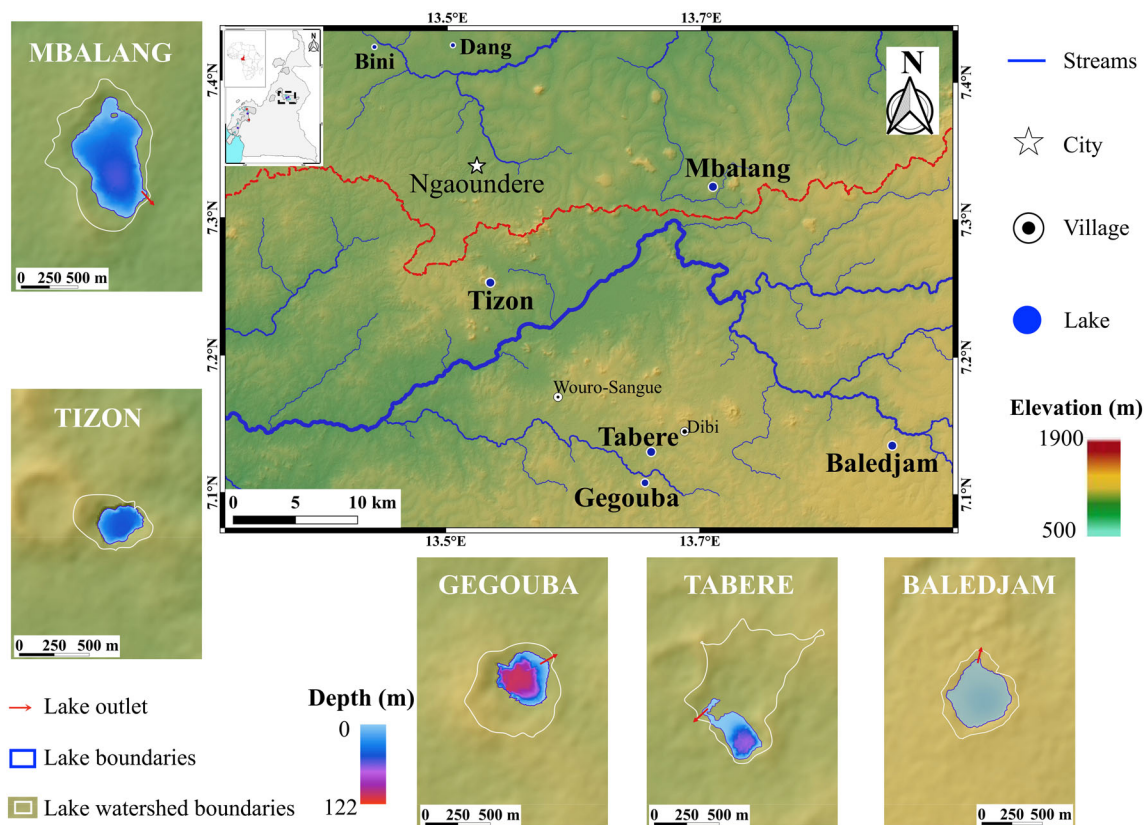 MBALANG
0 250 500 m
TIZON
0 250 500 m
Lake outlet
Lake boundaries
Lake watershed boundaries
13.5°E
13.7°E
Bini
Dang
N
Ngaoundere
Mbalang
Tizon
Wouro-Sangue
Tabere
Dibi
Gegouba
Baledjam
0 5 10 km
7.4°N
7.3°N
7.2°N
7.1°N
7.4°N
7.3°N
7.2°N
7.1°N
13.5°E
13.7°E
Streams
City
Village
Lake
Elevation (m)
1900
500
Depth (m)
0
122
GEGOUBA
0 250 500 m
TABERE
0 250 500 m
BALEDJAM
0 250 500 m